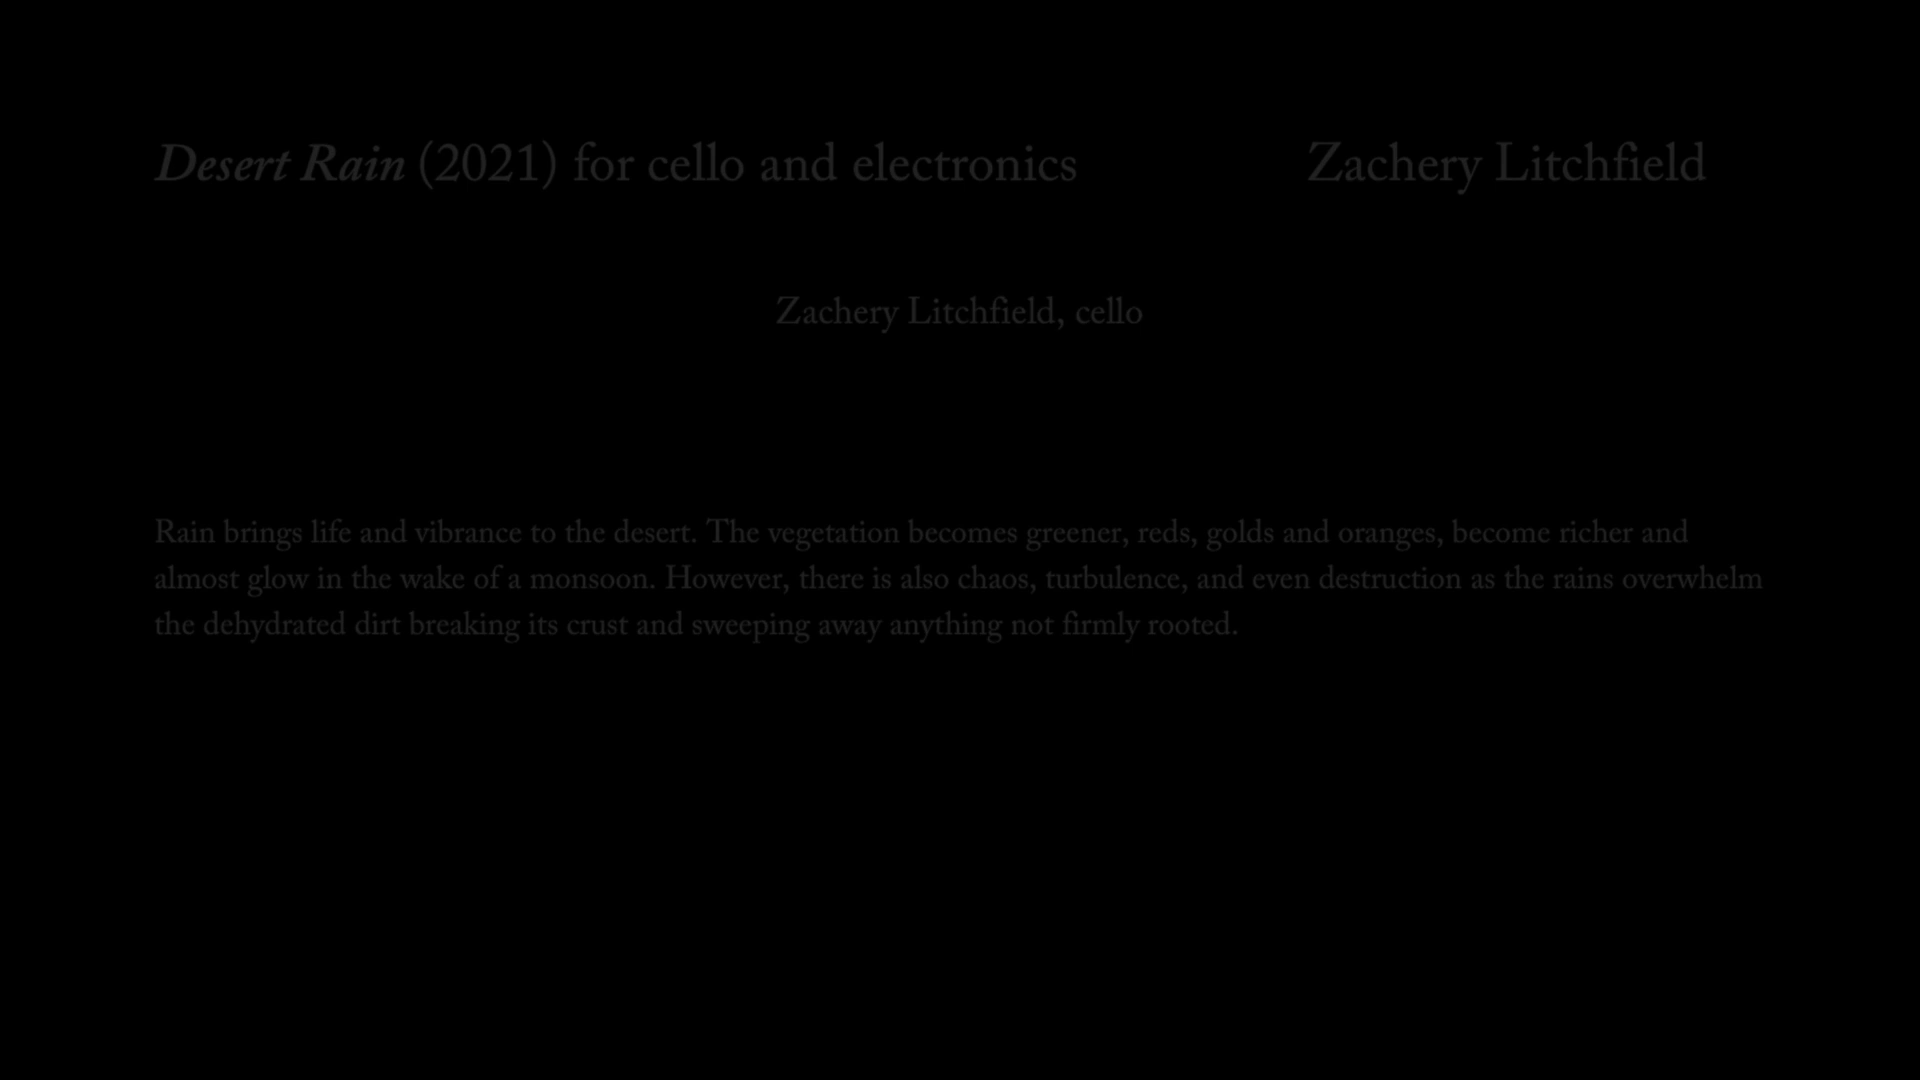 Desert Rain (2021) for cello and electronics Zachery Litchfield
Zachery Litchfield, cello
Rain brings life and vibrance to the desert. The vegetation becomes greener, reds, golds and oranges, become richer and
almost glow in the wake of a monsoon. However, there is also chaos, turbulence, and even destruction as the rains overwhelm
the dehydrated dirt breaking its crust and sweeping away anything not firmly rooted.